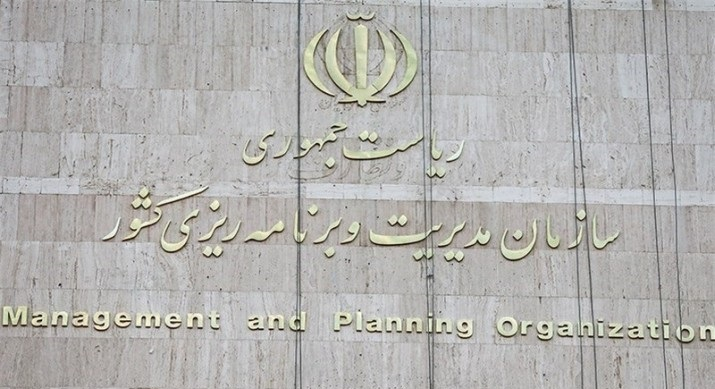 ریاست جمهوری
سازمان مدیریت و برنامه ریزی کشور
Management and Planning Organization